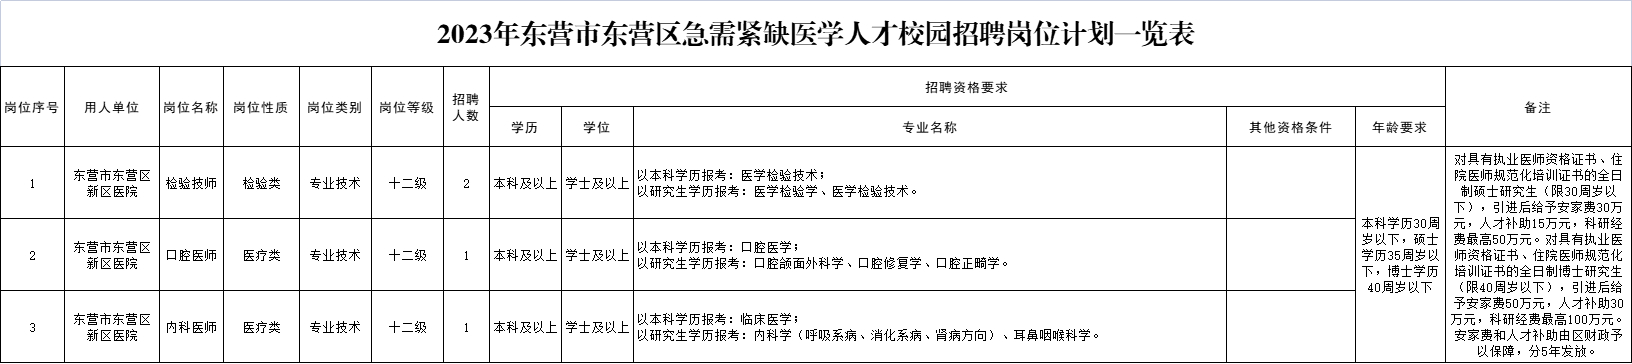 2023年东营市东营区急需紧缺医学人才校园招聘岗位计划一览表
岗位序号 用人单位 岗位名称 岗位性质 岗位类别 岗位等级 招聘
人数 招聘资格要求 备注
学历 学位 专业名称 其他资格条件 年龄要求
1 东营市东营区
新区医院 检验技师 检验类 专业技术 十二级 2 本科及以上 学士及以上 以本科学历报考：医学检验技术；
以研究生学历报考：医学检验学、医学检验技术。
2 东营市东营区
新区医院 口腔医师 医疗类 专业技术 十二级 1 本科及以上 学士及以上 以本科学历报考：口腔医学；
以研究生学历报考：口腔颌面外科学、口腔修复学、口腔正畸学。
3 东营市东营区
新区医院 内科医师 医疗类 专业技术 十二级 1 本科及以上 学士及以上 以本科学历报考：临床医学；
以研究生学历报考：内科学（呼吸系病、消化系病、肾病方向）、耳鼻咽喉科学。
本科学历30周
岁以下，硕士
学历35周岁以
下，博士学历
40周岁以下
对具有执业医师资格证书、住
院医师规范化培训证书的全日
制硕士研究生（限30周岁以
下），引进后给予安家费30万
元，人才补助15万元，科研经
费最高50万元。对具有执业医
师资格证书、住院医师规范化
培训证书的全日制博士研究生
（限40周岁以下），引进后给
予安家费50万元，人才补助30
万元，科研经费最高100万元。
安家费和人才补助由区财政予
以保障，分5年发放。